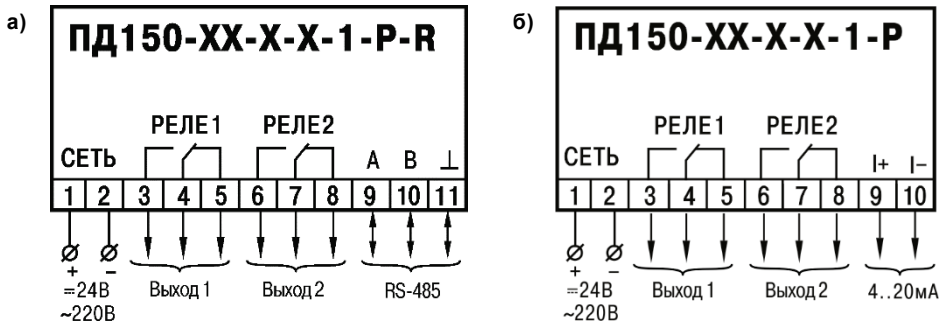 а)
ПД150-ХХ-Х-Х-1-Р-R
РЕЛЕ1 РЕЛЕ2
СЕТЬ A B ⊥
1 2 3 4 5 6 7 8 9 10 11
+ –
=24В
~220В
Выход 1 Выход 2 RS-485
б)
ПД150-ХХ-Х-Х-1-Р
РЕЛЕ1 РЕЛЕ2
СЕТЬ I+ I–
1 2 3 4 5 6 7 8 9 10
+ –
=24В
~220В
Выход 1 Выход 2 4..20мА